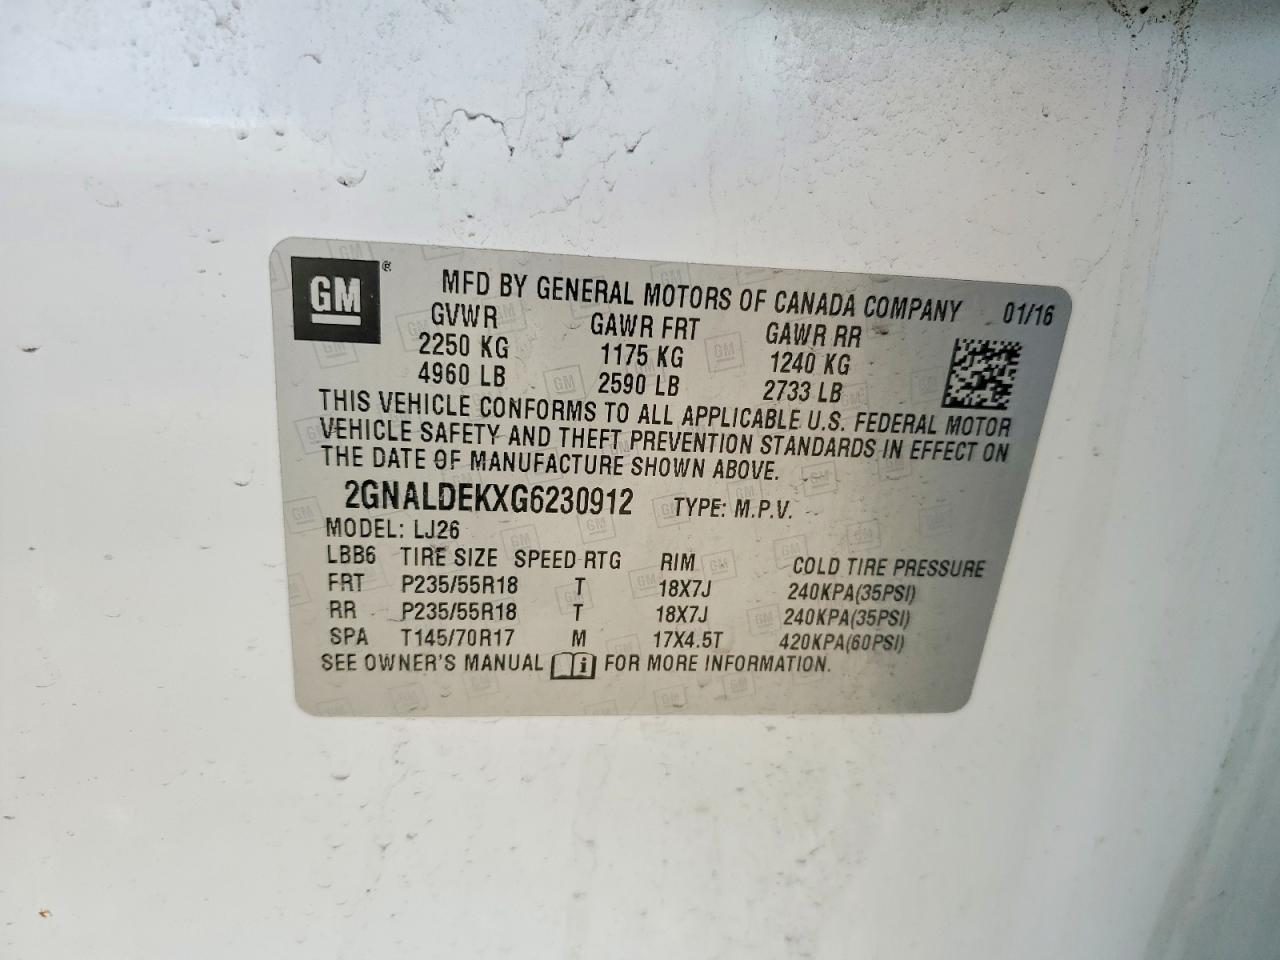 GM ®
MFD BY GENERAL MOTORS OF CANADA COMPANY 01/16
GVWR GAWR FRT GAWR RR
2250 KG 1175 KG 1240 KG
4960 LB 2590 LB 2733 LB
THIS VEHICLE CONFORMS TO ALL APPLICABLE U.S. FEDERAL MOTOR
VEHICLE SAFETY AND THEFT PREVENTION STANDARDS IN EFFECT ON
THE DATE OF MANUFACTURE SHOWN ABOVE.
2GNALDEKXG6230912 TYPE: M.P.V.
MODEL: LJ26
LBB6 TIRE SIZE SPEED RTG RIM COLD TIRE PRESSURE
FRT P235/55R18 T 18X7J 240KPA(35PSI)
RR P235/55R18 T 18X7J 240KPA(35PSI)
SPA T145/70R17 M 17X4.5T 420KPA(60PSI)
SEE OWNER'S MANUAL i FOR MORE INFORMATION.